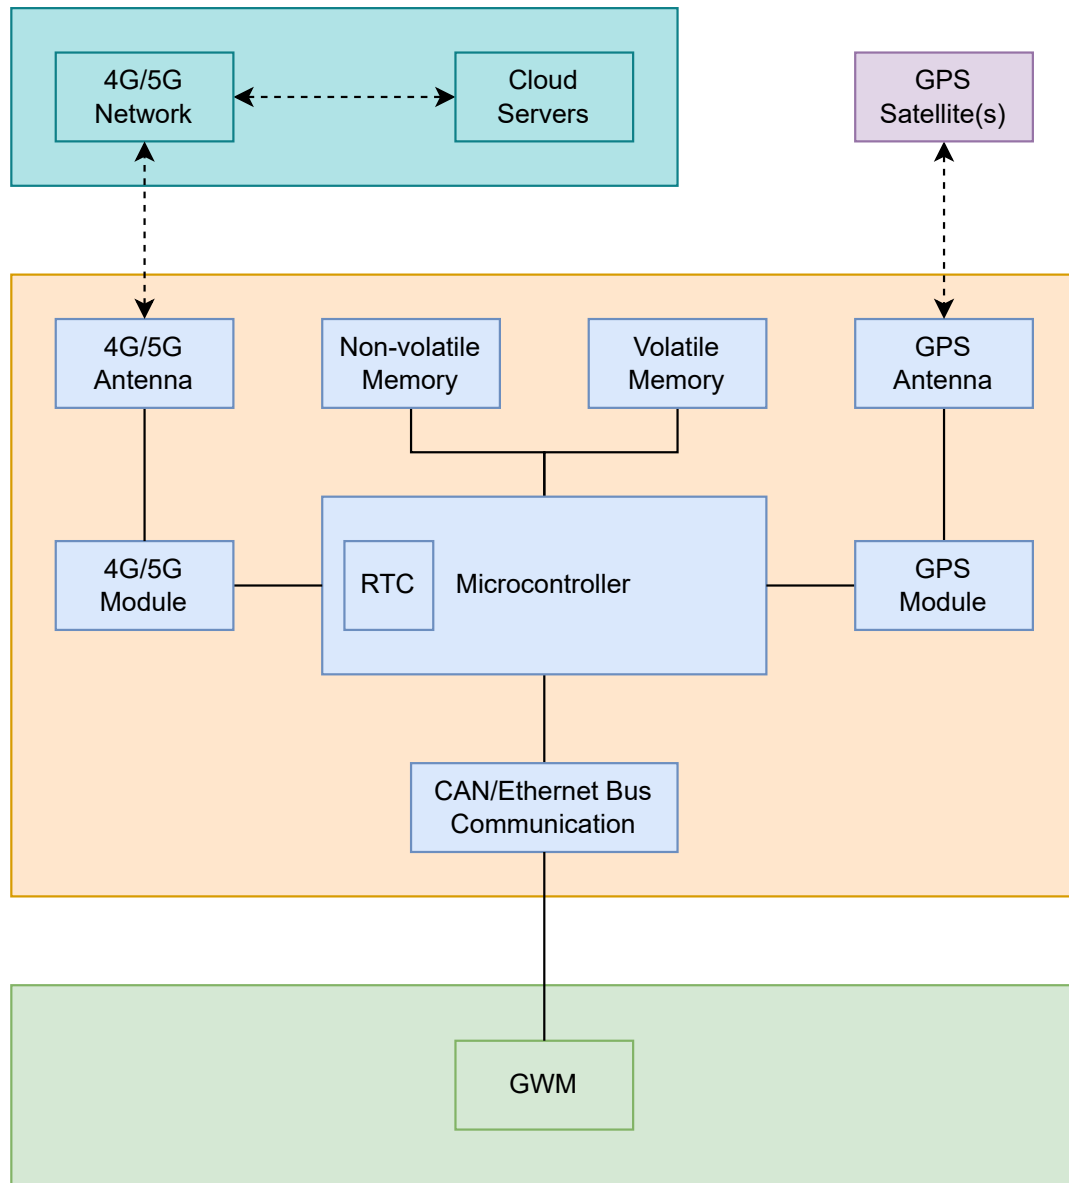 4G/5G
Network
Cloud
Servers
GPS
Satellite(s)
4G/5G
Antenna
Non-volatile
Memory
Volatile
Memory
GPS
Antenna
4G/5G
Module
RTC
Microcontroller
GPS
Module
CAN/Ethernet Bus
Communication
GWM